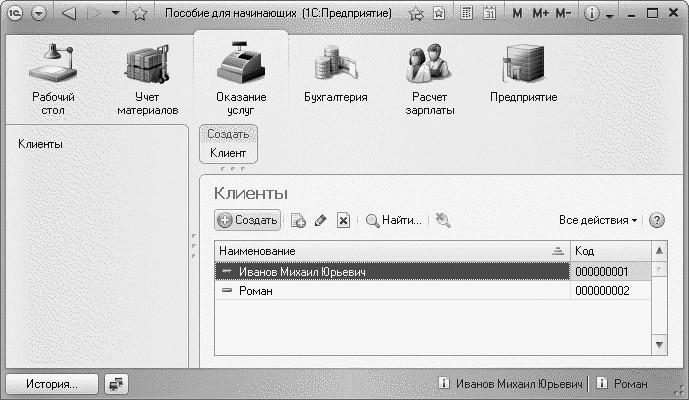 Пособие для начинающих (1С:Предприятие)
M M+ M-
Рабочий стол
Учет материалов
Оказание услуг
Бухгалтерия
Расчет зарплаты
Предприятие
Клиенты
Создать
Клиент
Клиенты
Создать Найти... Все действия
Наименование Код
Иванов Михаил Юрьевич 000000001
Роман 000000002
История... Иванов Михаил Юрьевич Роман